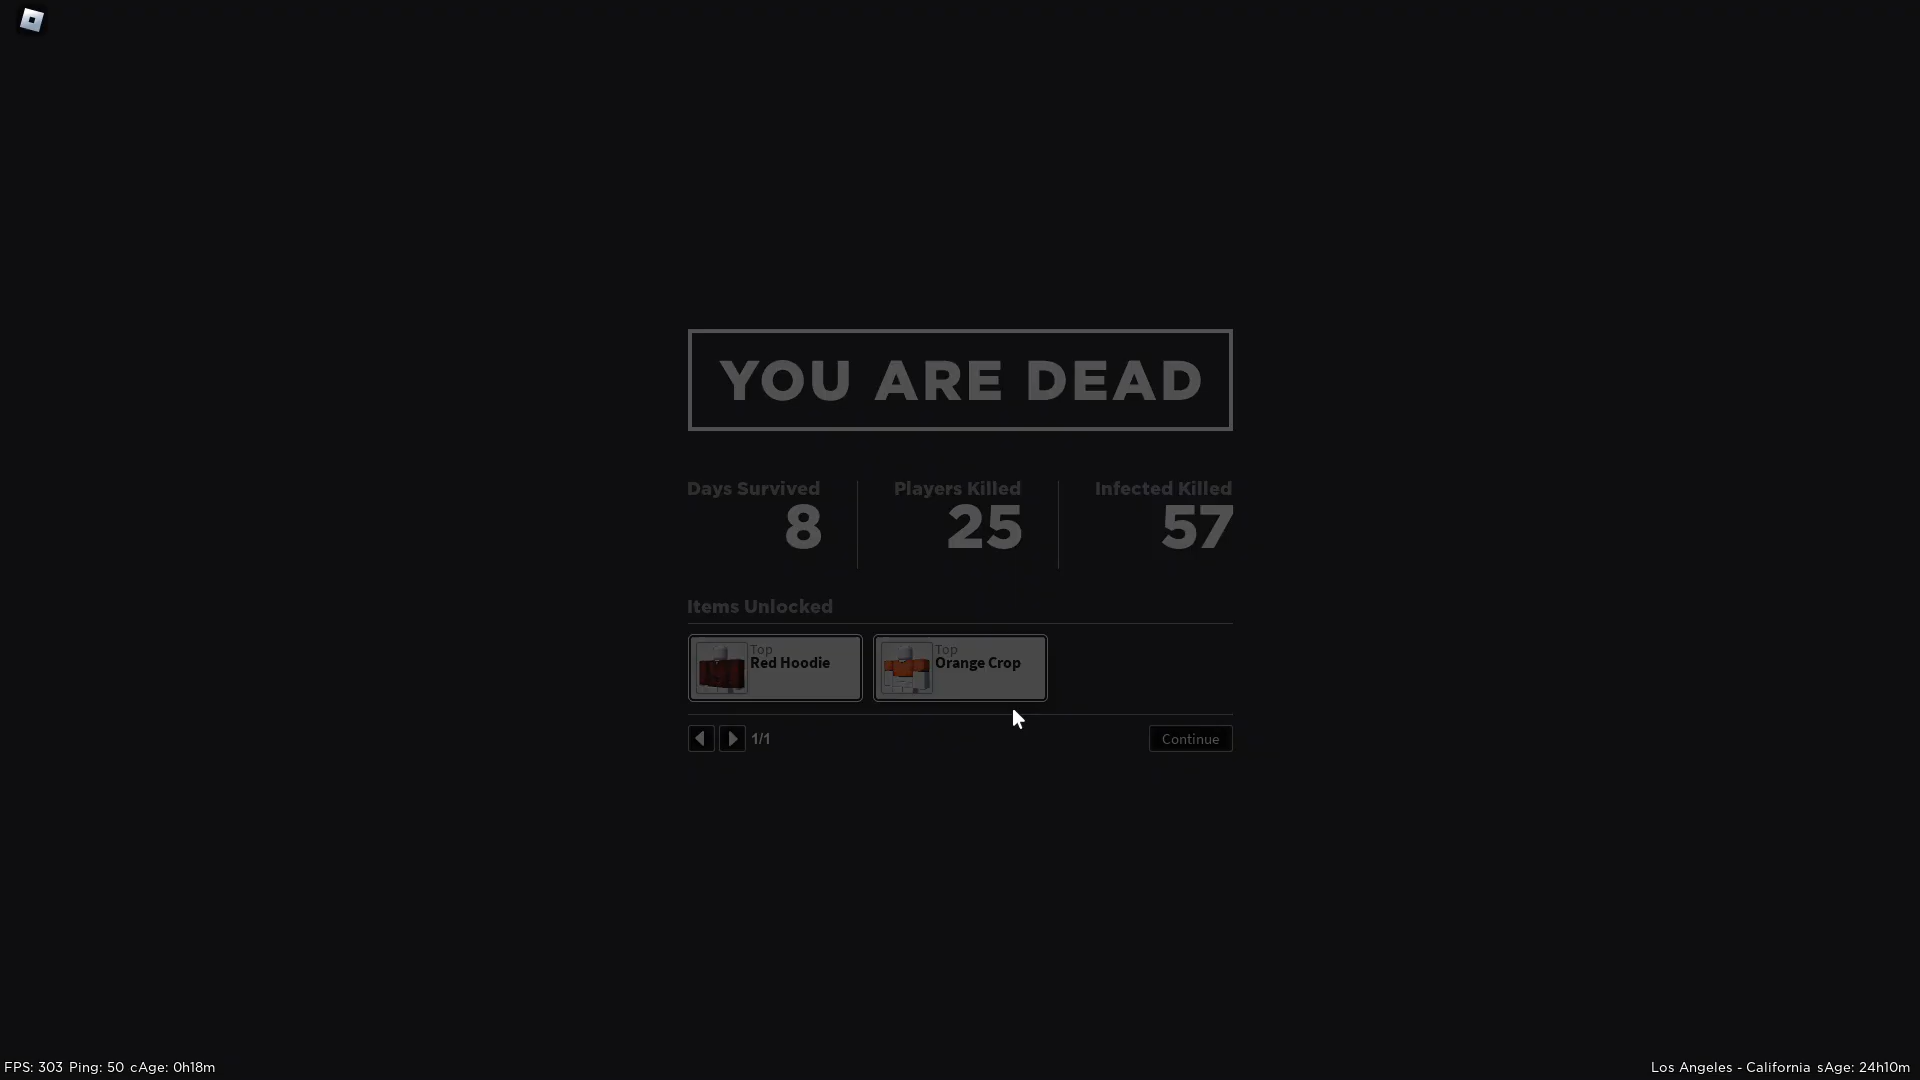 YOU ARE DEAD
Days Survived
8
Players Killed
25
Infected Killed
57
Items Unlocked
Top
Red Hoodie
Top
Orange Crop
1/1
Continue
FPS: 303 Ping: 50 cAge: 0h18m
Los Angeles - California sAge: 24h10m